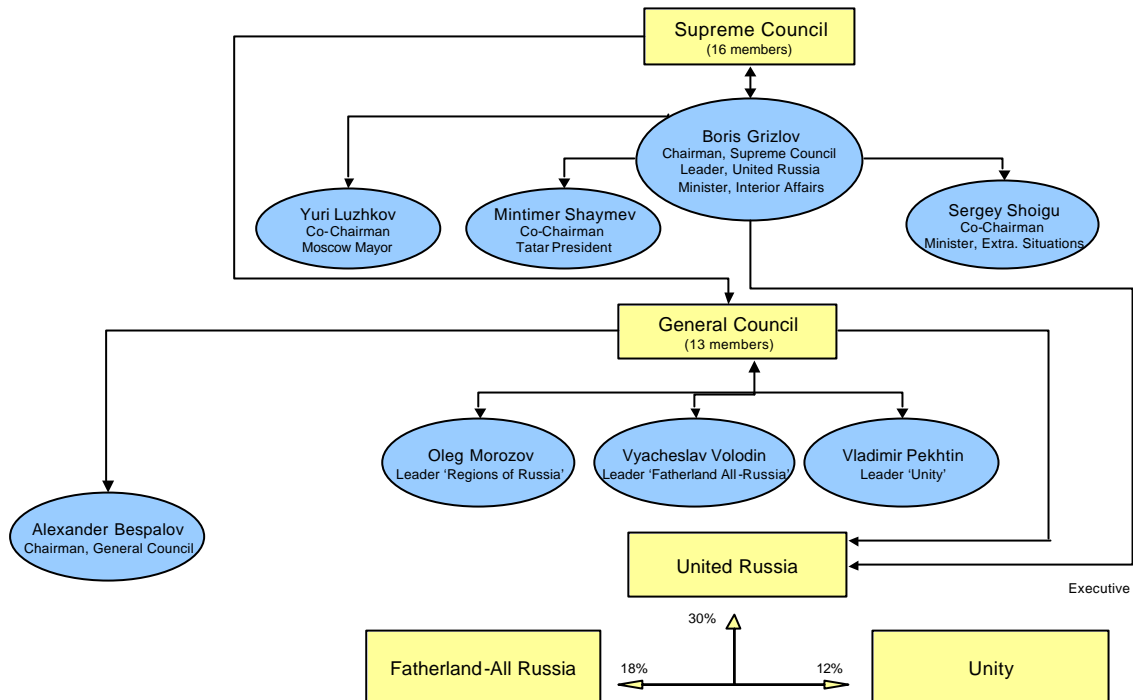 Supreme Council
(16 members)
Boris Grizlov
Chairman, Supreme Council
Leader, United Russia
Minister, Interior Affairs
Yuri Luzhkov
Co-Chairman
Moscow Mayor
Mintimer Shaymev
Co-Chairman
Tatar President
Sergey Shoigu
Co-Chairman
Minister, Extra. Situations
General Council
(13 members)
Oleg Morozov
Leader ‘Regions of Russia’
Vyacheslav Volodin
Leader ‘Fatherland All-Russia’
Vladimir Pekhtin
Leader ‘Unity’
Alexander Bespalov
Chairman, General Council
United Russia
Executive
30%
Fatherland-All Russia
18%
12%
Unity